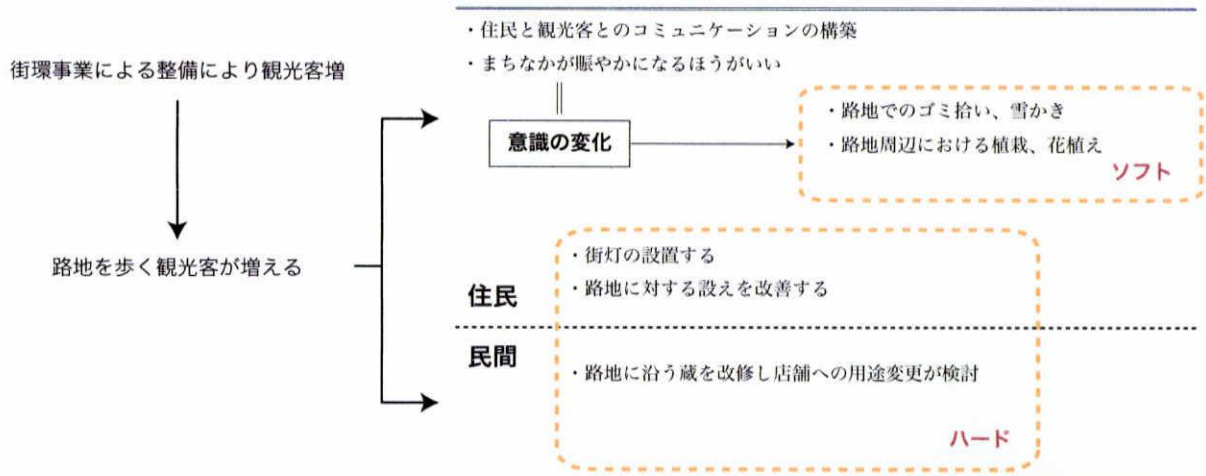 街環事業による整備により観光客増
路地を歩く観光客が増える
・住民と観光客とのコミュニケーションの構築
・まちなかが賑やかになるほうがいい
意識の変化
・路地でのゴミ拾い、雪かき
・路地周辺における植栽、花植え
ソフト
・街灯の設置する
・路地に対する設えを改善する
住民
民間
・路地に沿う蔵を改修し店舗への用途変更が検討
ハード